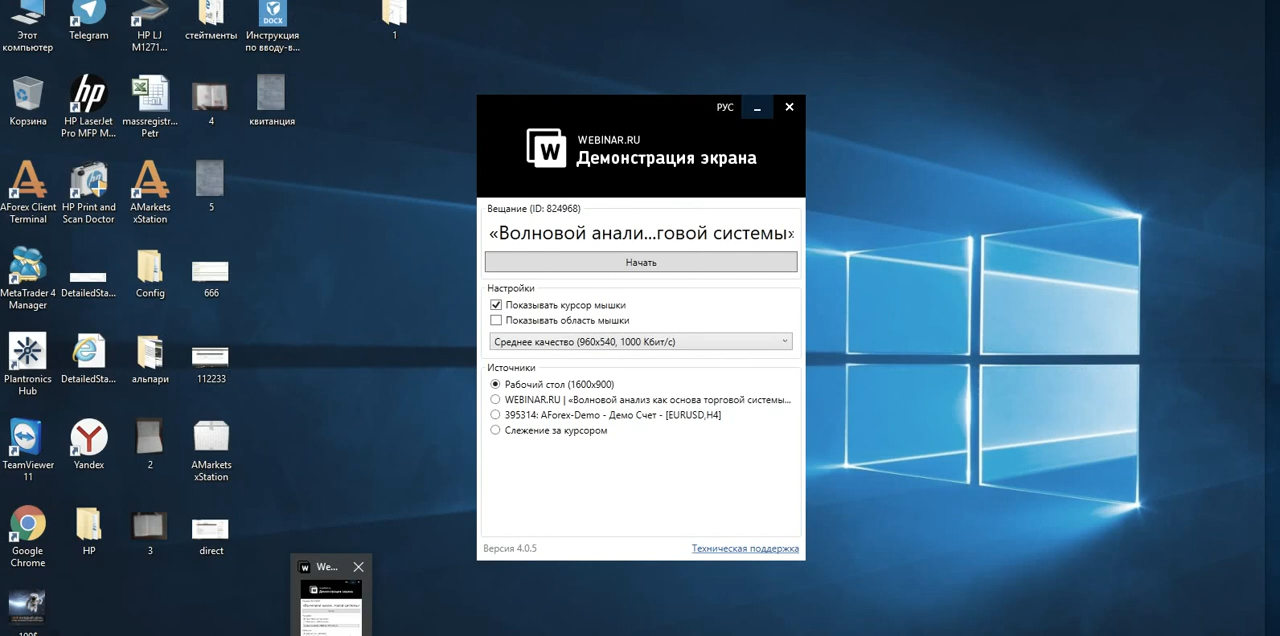 Этот
компьютер
Telegram
HP LJ
M1271...
стейтменты
Инструкция
по вводу-в...
DOCX
1
Корзина
HP LaserJet
Pro MFP M...
massregistr...
Petr
4
квитанция
AForex Client
Terminal
HP Print and
Scan Doctor
AMarkets
xStation
5
MetaTrader 4
Manager
DetailedSta...
Config
666
Plantronics
Hub
DetailedSta...
альпари
112233
TeamViewer
11
Yandex
2
AMarkets
xStation
Google
Chrome
HP
3
direct
We...
РУС
WEBINAR.RU
Демонстрация экрана
Вещание (ID: 824968)
«Волновой анали...говой системы»
Начать
Настройки
Показывать курсор мышки
Показывать область мышки
Среднее качество (960x540, 1000 Кбит/с)
Источники
Рабочий стол (1600x900)
WEBINAR.RU | «Волновой анализ как основа торговой системы...
395314: AForex-Demo - Демо Счет - [EURUSD,H4]
Слежение за курсором
Версия 4.0.5
Техническая поддержка